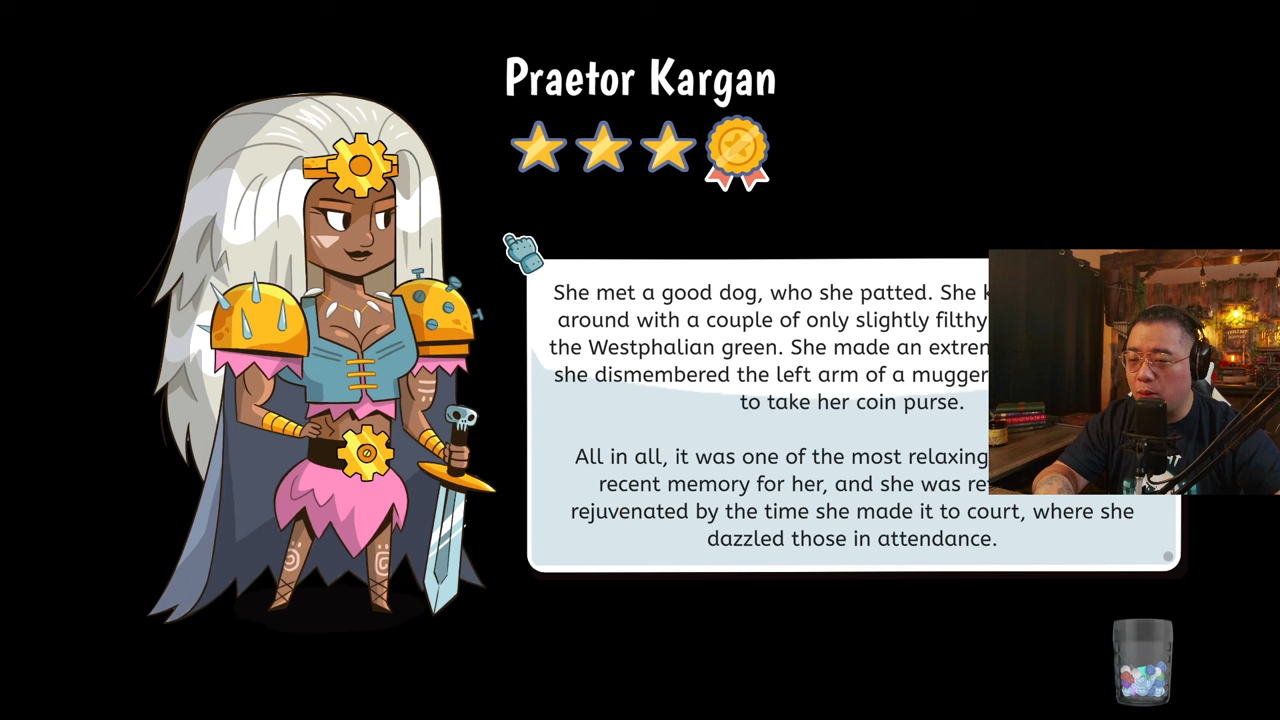 Praetor Kargan
She met a good dog, who she patted. She
around with a couple of only slightly filthy
the Westphalian green. She made an
she dismembered the left arm of a mugger
to take her coin purse.
All in all, it was one of the most relaxing
recent memory for her, and she was
rejuvenated by the time she made it to court, where she
dazzled those in attendance.